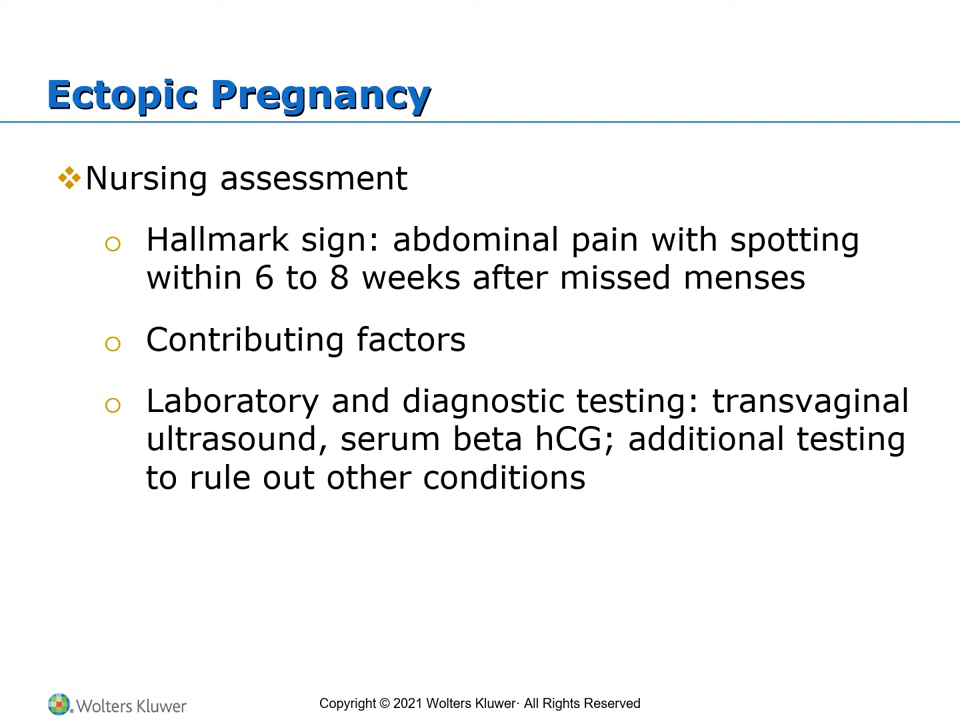 Ectopic Pregnancy
❖Nursing assessment
o Hallmark sign: abdominal pain with spotting
within 6 to 8 weeks after missed menses
o Contributing factors
o Laboratory and diagnostic testing: transvaginal
ultrasound, serum beta hCG; additional testing
to rule out other conditions
Wolters Kluwer
Copyright © 2021 Wolters Kluwer· All Rights Reserved